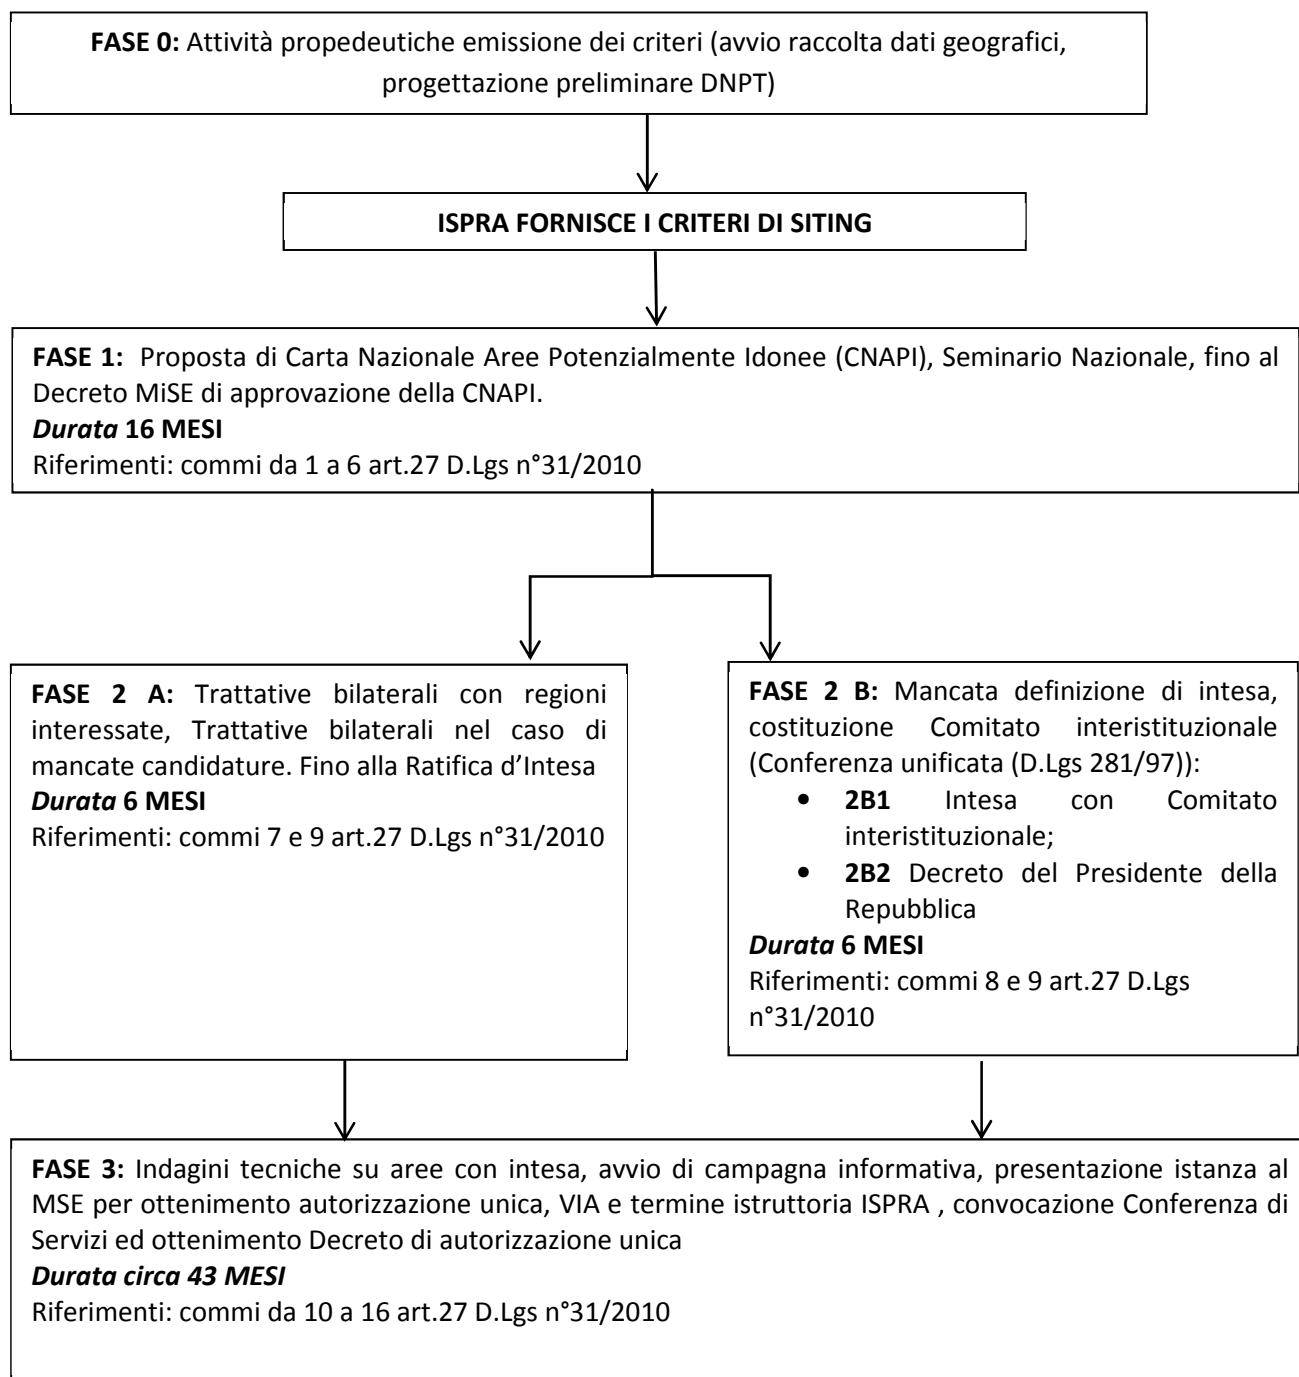 FASE 0: Attività propedeutiche emissione dei criteri (avvio raccolta dati geografici,
progettazione preliminare DNPT)
ISPRA FORNISCE I CRITERI DI SITING
FASE 1: Proposta di Carta Nazionale Aree Potenzialmente Idonee (CNAPI), Seminario Nazionale, fino al
Decreto MiSE di approvazione della CNAPI.
Durata 16 MESI
Riferimenti: commi da 1 a 6 art.27 D.Lgs n°31/2010
FASE 2 A: Trattative bilaterali con regioni
interessate, Trattative bilaterali nel caso di
mancate candidature. Fino alla Ratifica d’Intesa
Durata 6 MESI
Riferimenti: commi 7 e 9 art.27 D.Lgs n°31/2010
FASE 2 B: Mancata definizione di intesa,
costituzione Comitato interistituzionale
(Conferenza unificata (D.Lgs 281/97)):
• 2B1 Intesa con Comitato
interistituzionale;
• 2B2 Decreto del Presidente della
Repubblica
Durata 6 MESI
Riferimenti: commi 8 e 9 art.27 D.Lgs
n°31/2010
FASE 3: Indagini tecniche su aree con intesa, avvio di campagna informativa, presentazione istanza al
MSE per ottenimento autorizzazione unica, VIA e termine istruttoria ISPRA , convocazione Conferenza di
Servizi ed ottenimento Decreto di autorizzazione unica
Durata circa 43 MESI
Riferimenti: commi da 10 a 16 art.27 D.Lgs n°31/2010